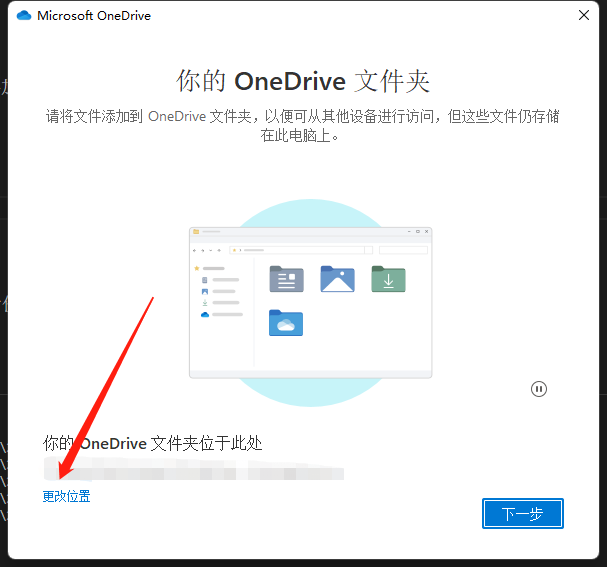 Microsoft OneDrive
你的 OneDrive 文件夹
请将文件添加到 OneDrive 文件夹，以便可从其他设备进行访问，但这些文件仍存储
在此电脑上。
你的 OneDrive 文件夹位于此处
更改位置
下一步